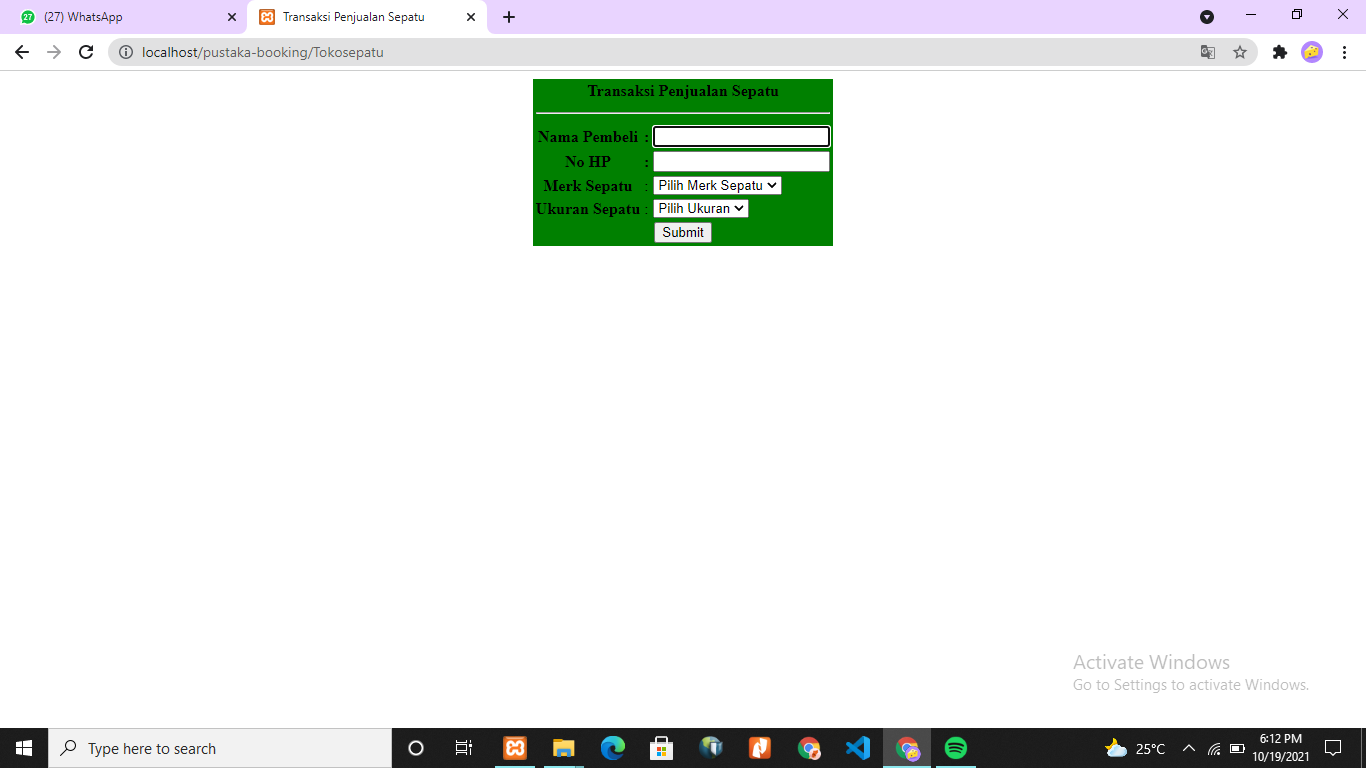 27
(27) WhatsApp
Transaksi Penjualan Sepatu
localhost/pustaka-booking/Tokosepatu
Transaksi Penjualan Sepatu
Nama Pembeli :
No HP :
Merk Sepatu : Pilih Merk Sepatu
Ukuran Sepatu : Pilih Ukuran
Submit
Activate Windows
Go to Settings to activate Windows.
Type here to search
25°C
6:12 PM
10/19/2021